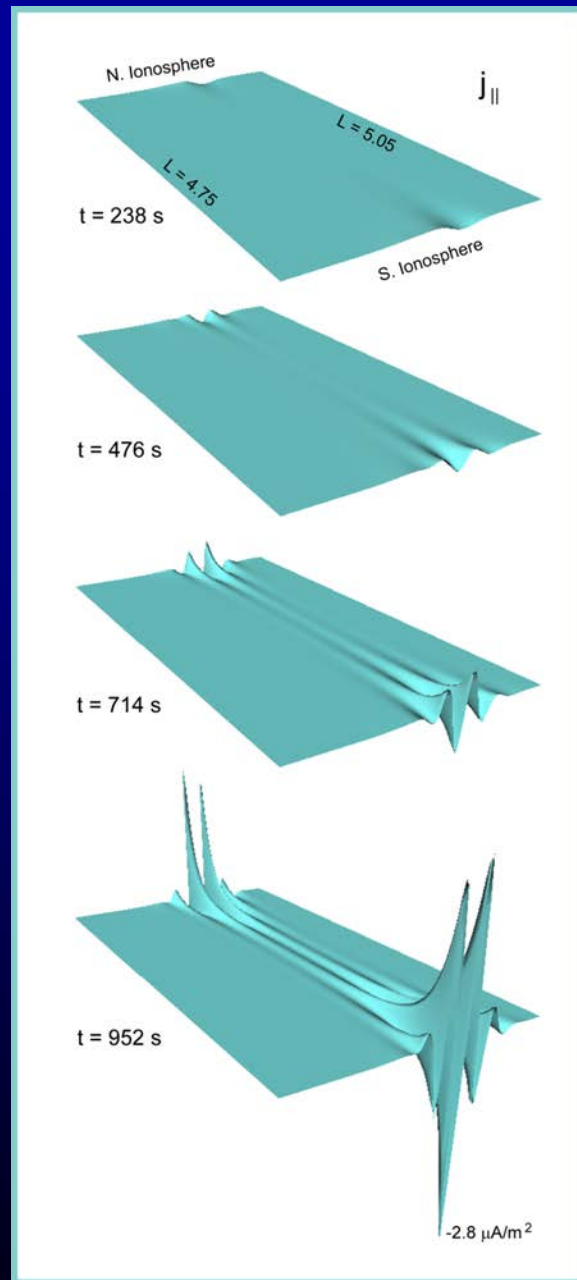 N. Ionosphere
j||
L = 5.05
L = 4.75
t = 238 s
S. Ionosphere
t = 476 s
t = 714 s
t = 952 s
-2.8 μA/m²